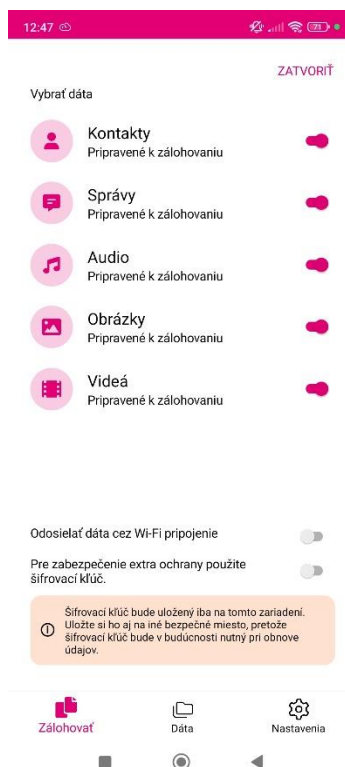 12:47
21
ZATVORIŤ
Vybrať dáta
Kontakty
Pripravené k zálohovaniu
Správy
Pripravené k zálohovaniu
Audio
Pripravené k zálohovaniu
Obrázky
Pripravené k zálohovaniu
Videá
Pripravené k zálohovaniu
Odosielať dáta cez Wi-Fi pripojenie
Pre zabezpečenie extra ochrany použite
šifrovací kľúč.
Šifrovací kľúč bude uložený iba na tomto zariadení.
Uložte si ho aj na iné bezpečné miesto, pretože
šifrovací kľúč bude v budúcnosti nutný pri obnove
údajov.
Zálohovať
Dáta
Nastavenia